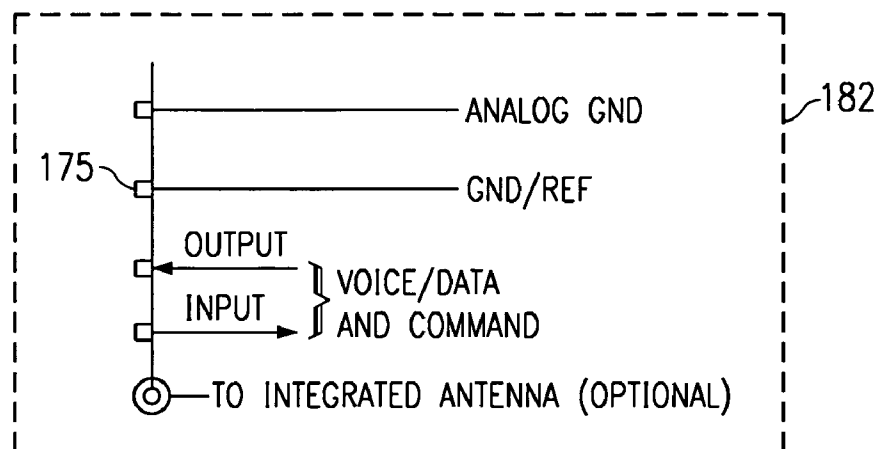 ANALOG GND
182
175
GND/REF
OUTPUT
VOICE/DATA
INPUT
AND COMMAND
TO INTEGRATED ANTENNA (OPTIONAL)